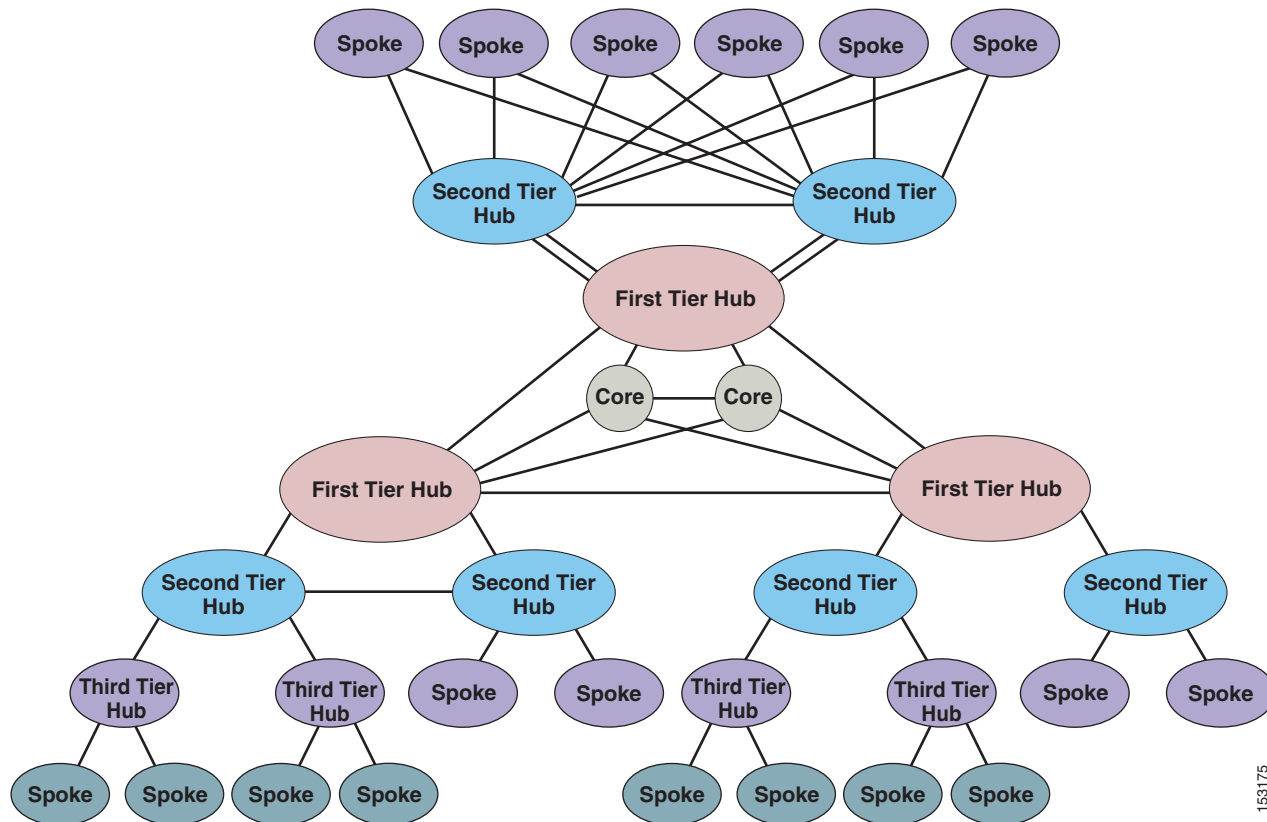 Spoke Spoke Spoke Spoke Spoke Spoke
Second Tier Second Tier
Hub Hub
First Tier Hub
Core Core
First Tier Hub First Tier Hub
Second Tier Second Tier Second Tier Second Tier
Hub Hub Hub Hub
Third Tier Third Tier Spoke Spoke Third Tier Third Tier Spoke Spoke
Hub Hub Hub Hub
Spoke Spoke Spoke Spoke Spoke Spoke Spoke Spoke
153175